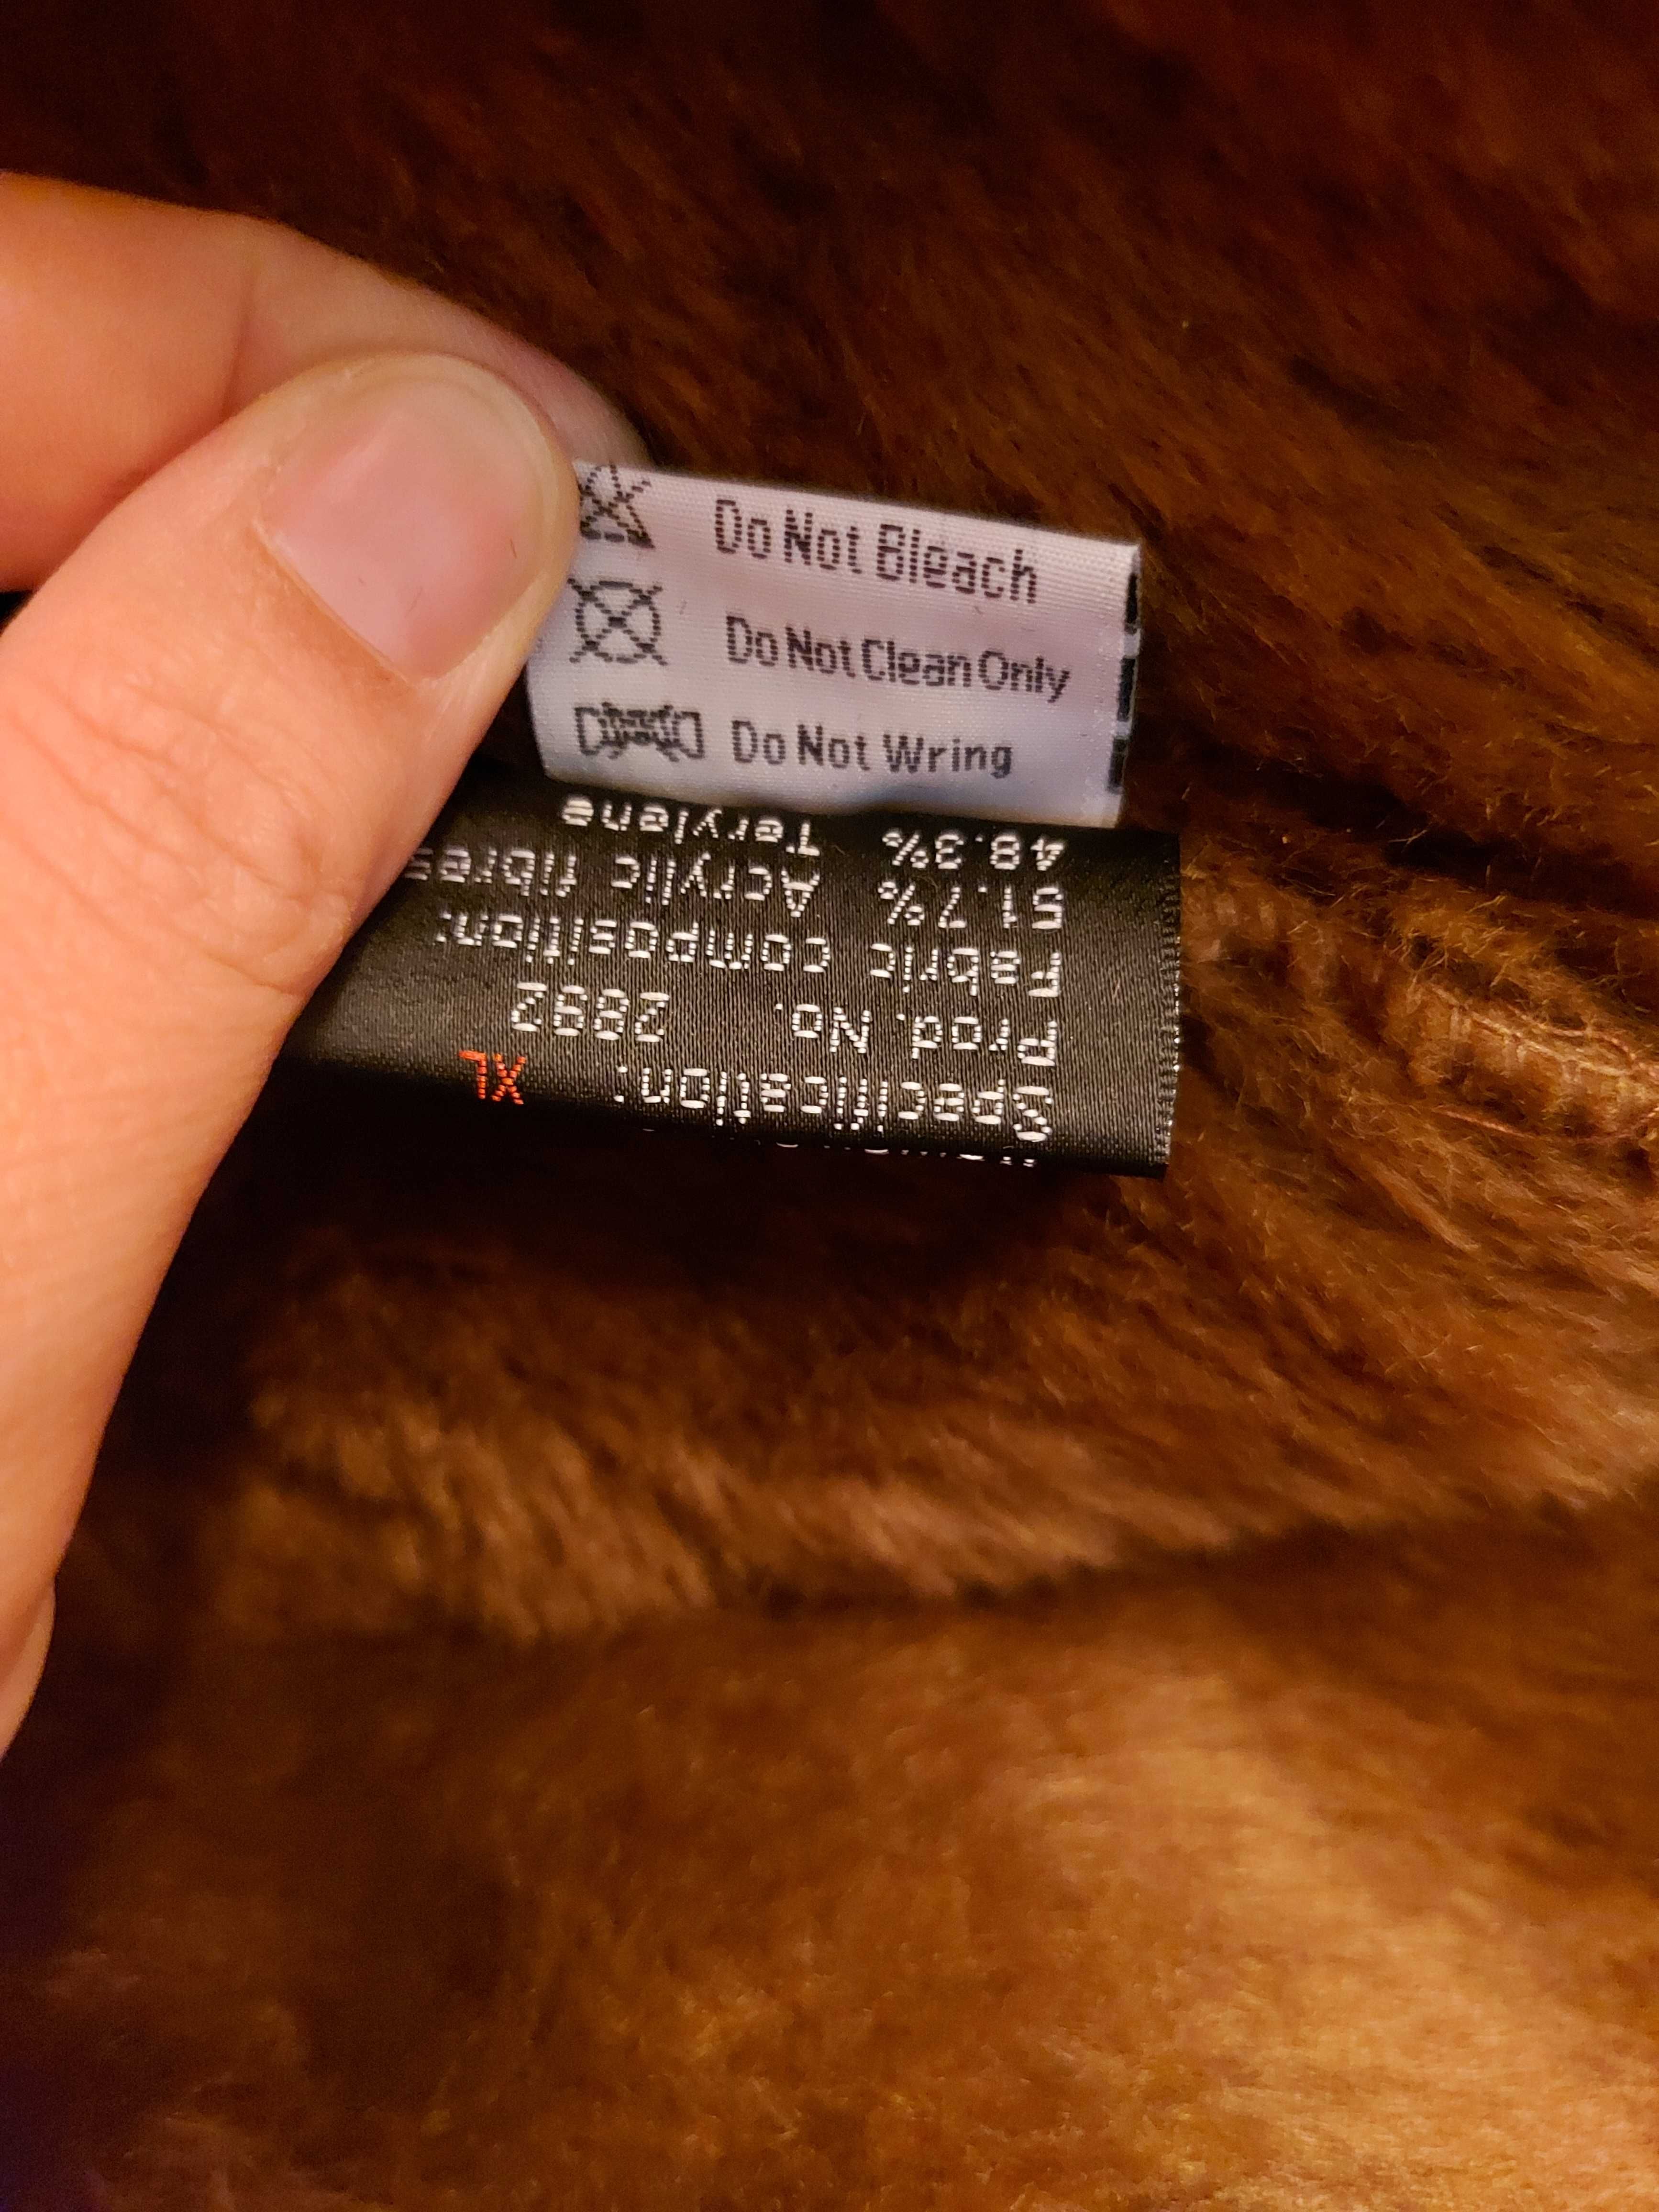 Do Not Bleach
Do Not Clean Only
Do Not Wring
Specification: XL
Prod. No. 2892
Fabric composition:
51.7% Acrylic fibres
48.3% Terylene